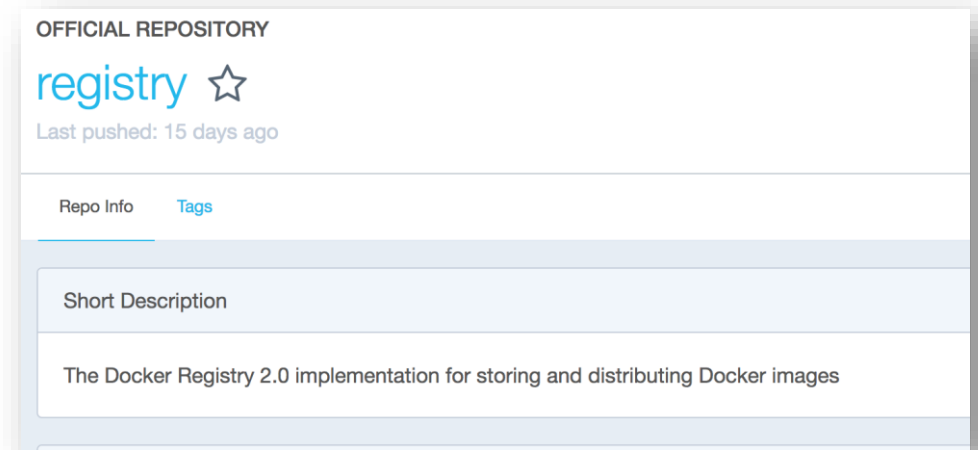 OFFICIAL REPOSITORY
registry
Last pushed: 15 days ago
Repo Info Tags
Short Description
The Docker Registry 2.0 implementation for storing and distributing Docker images